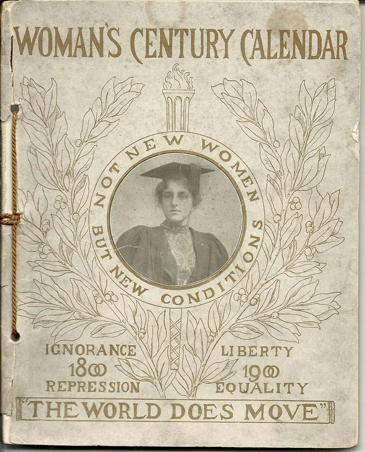 WOMAN'S CENTURY CALENDAR
NOT NEW WOMEN
BUT NEW CONDITIONS
IGNORANCE
1800
REPRESSION
LIBERTY
1900
EQUALITY
"THE WORLD DOES MOVE"